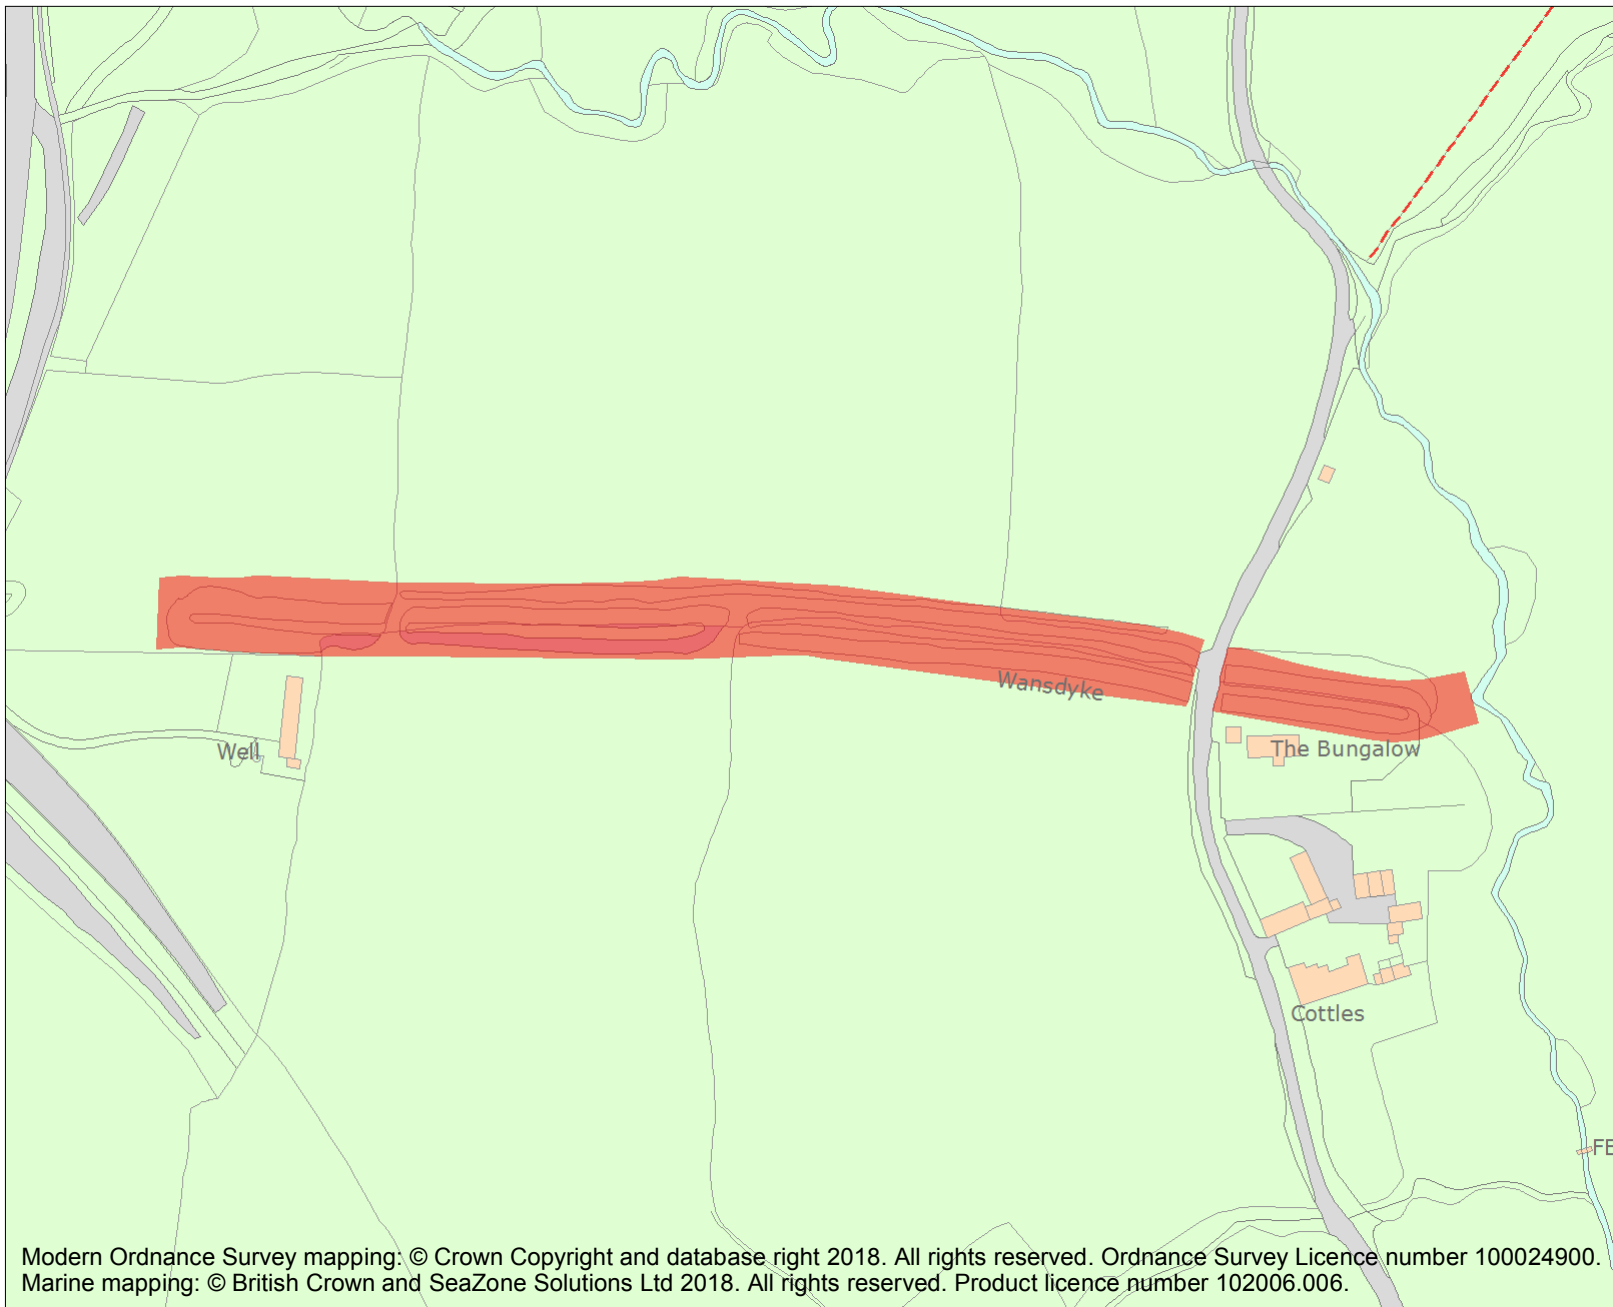 Wansdyke
Well
The Bungalow
Cottles
FB
Modern Ordnance Survey mapping: © Crown Copyright and database right 2018. All rights reserved. Ordnance Survey Licence number 100024900.
Marine mapping: © British Crown and SeaZone Solutions Ltd 2018. All rights reserved. Product licence number 102006.006.